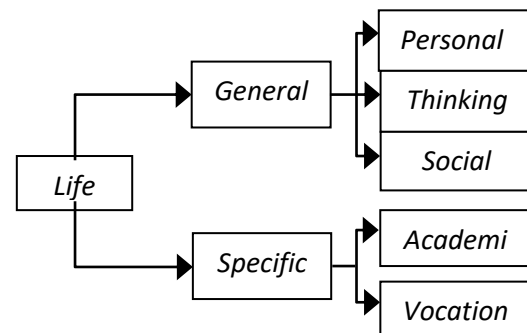 Personal
General
Thinking
Social
Life
Academi
Specific
Vocation